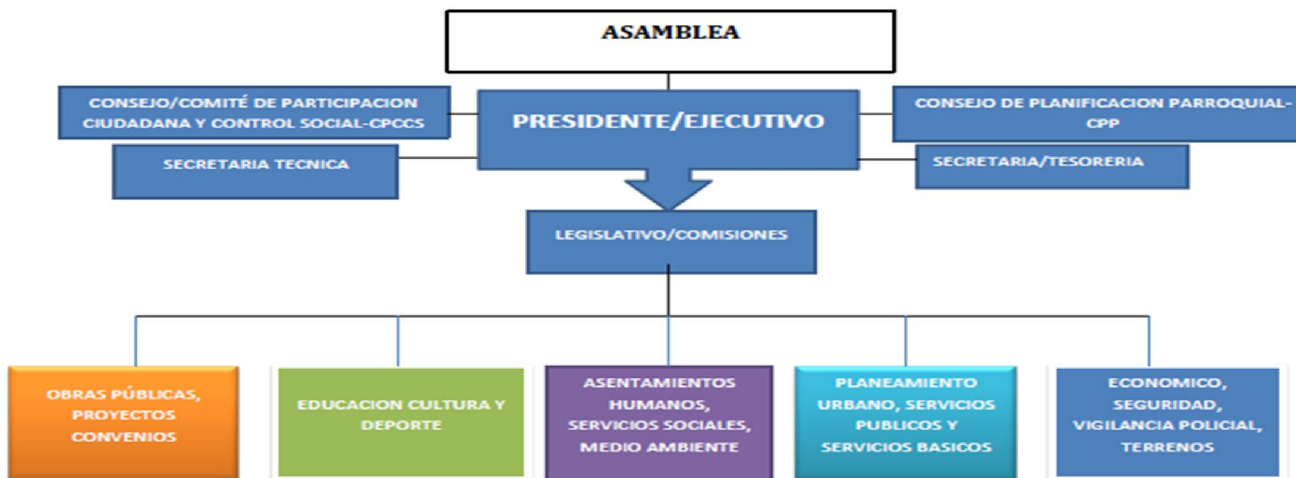 ASAMBLEA
CONSEJO/COMITÉ DE PARTICIPACION
CIUDADANA Y CONTROL SOCIAL-CPCCS
PRESIDENTE/EJECUTIVO
CONSEJO DE PLANIFICACION PARROQUIAL-
CPP
SECRETARIA TECNICA
SECRETARIA/TESORERIA
LEGISLATIVO/COMISIONES
OBRAS PÚBLICAS,
PROYECTOS
CONVENIOS
EDUCACION CULTURA Y
DEPORTE
ASENTAMIENTOS
HUMANOS,
SERVICIOS SOCIALES,
MEDIO AMBIENTE
PLANEAMIENTO
URBANO, SERVICIOS
PUBLICOS Y
SERVICIOS BASICOS
ECONOMICO,
SEGURIDAD,
VIGILANCIA POLICIAL,
TERRENOS